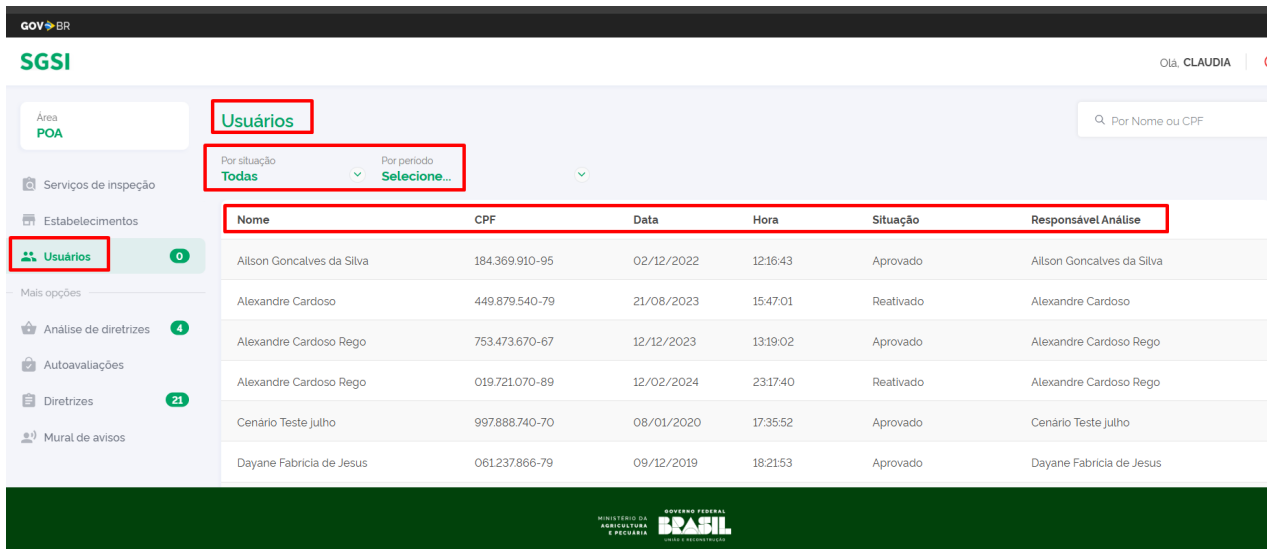 GOV BR
SGSI
Olá, CLAUDIA
Área
POA
Serviços de inspeção
Estabelecimentos
Usuários 0
Mais opções
Análise de diretrizes 4
Autoavaliações
Diretrizes 21
Mural de avisos
Usuários
Por Nome ou CPF
Por situação Por período
Todas Selecione...
Nome CPF Data Hora Situação Responsável Análise
Ailson Goncalves da Silva 184.369.910-95 02/12/2022 12:16:43 Aprovado Ailson Goncalves da Silva
Alexandre Cardoso 449.879.540-79 21/08/2023 15:47:01 Reativado Alexandre Cardoso
Alexandre Cardoso Rego 753.473.670-67 12/12/2023 13:19:02 Aprovado Alexandre Cardoso Rego
Alexandre Cardoso Rego 019.721.070-89 12/02/2024 23:17:40 Reativado Alexandre Cardoso Rego
Cenário Teste julho 997.888.740-70 08/01/2020 17:35:52 Aprovado Cenário Teste julho
Dayane Fabrícia de Jesus 061.237.866-79 09/12/2019 18:21:53 Aprovado Dayane Fabrícia de Jesus
MINISTÉRIO DA
AGRICULTURA
E PECUÁRIA
GOVERNO FEDERAL
BRASIL
UNIÃO E RECONSTRUÇÃO